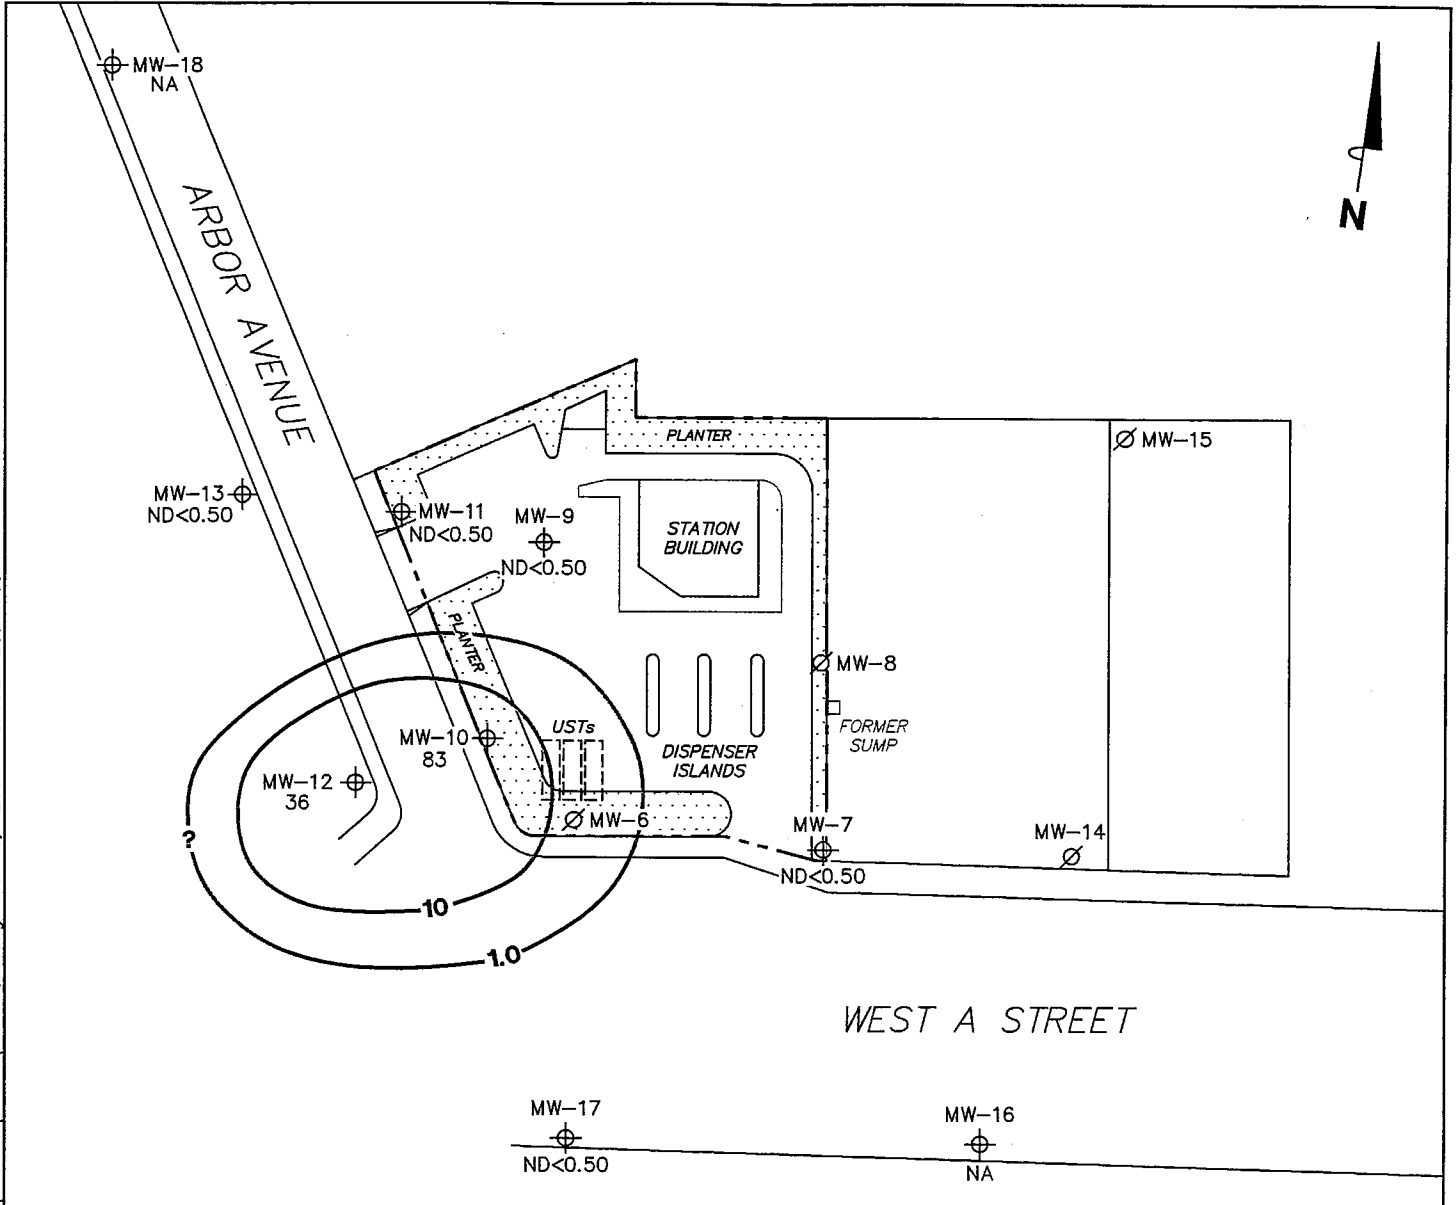 MW-18
NA
N
ARBOR AVENUE
PLANTER
MW-15
MW-13
ND<0.50
MW-11
ND<0.50
MW-9
ND<0.50
STATION
BUILDING
PLANTER
MW-8
FORMER
SUMP
USTs
MW-10
83
DISPENSER
ISLANDS
MW-12
36
MW-6
?
MW-7
ND<0.50
MW-14
10
1.0
WEST A STREET
MW-17
ND<0.50
MW-16
NA